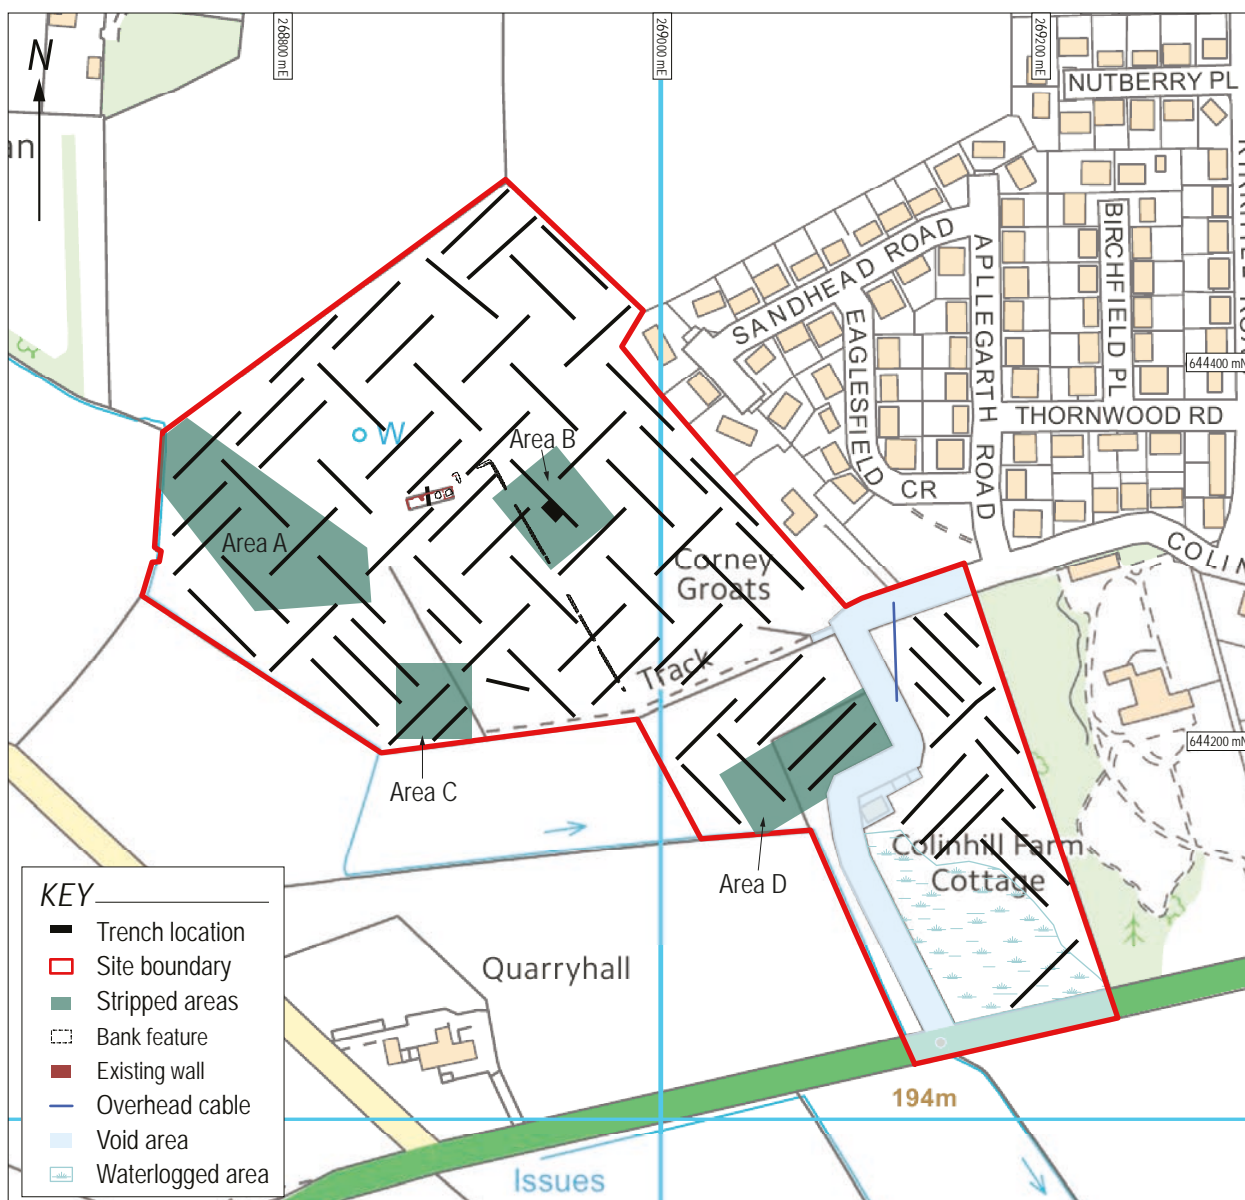 268800 mE
269000 mE
269200 mE
N
an
NUTBERRY PL
SANDHEAD ROAD
APLLEGARTH ROAD
BIRCHFIELD PL
EAGLESFIELD
CR
THORNWOOD RD
644400 mN
W
Area B
Area A
Corney
Groats
Track
644200 mN
Area C
Area D
Colinhill Farm
Cottage
Quarryhall
194m
Issues
KEY
Trench location
Site boundary
Stripped areas
Bank feature
Existing wall
Overhead cable
Void area
Waterlogged area